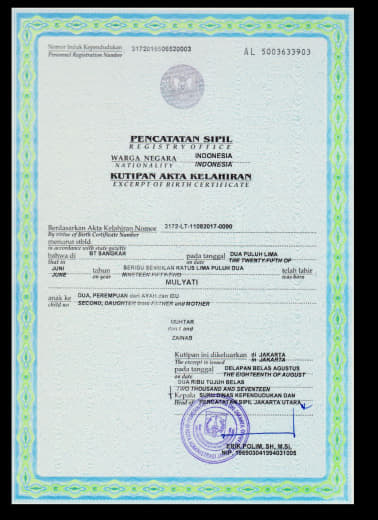 Nomor Induk Kependudukan 3172016506520003
Personnel Registration Number
AL 5003633903
PENCATATAN SIPIL
REGISTRY OFFICE
WARGA NEGARA INDONESIA
NATIONALITY INDONESIA
KUTIPAN AKTA KELAHIRAN
EXCERPT OF BIRTH CERTIFICATE
Berdasarkan Akta Kelahiran Nomor 3172-LT-11082017-0090
By virtue of Birth Certificate Number
menurut stbld
in accordance with state gazette
bahwa di BT SANGKAR pada tanggal DUA PULUH LIMA
that in on date THE TWENTY-FIFTH OF
JUNI tahun SERIBU SEMBILAN RATUS LIMA PULUH DUA telah lahir
JUNE on year NINETEEN FIFTY-TWO was born
MULYATI
anak ke DUA, PEREMPUAN dari AYAH dan IBU
child no SECOND, DAUGHTER from FATHER and MOTHER
MUHTAR
dan / and
ZAINAB
Kutipan ini dikeluarkan di JAKARTA
The excerpt is issued in JAKARTA
pada tanggal DELAPAN BELAS AGUSTUS
on date THE EIGHTEENTH OF AUGUST
DUA RIBU TUJUH BELAS
TWO THOUSAND AND SEVENTEEN
Kepala SUKU DINAS KEPENDUDUKAN DAN
Head of PENCATATAN SIPIL JAKARTA UTARA
ERIK POLIM, SH, M.Si.
NIP